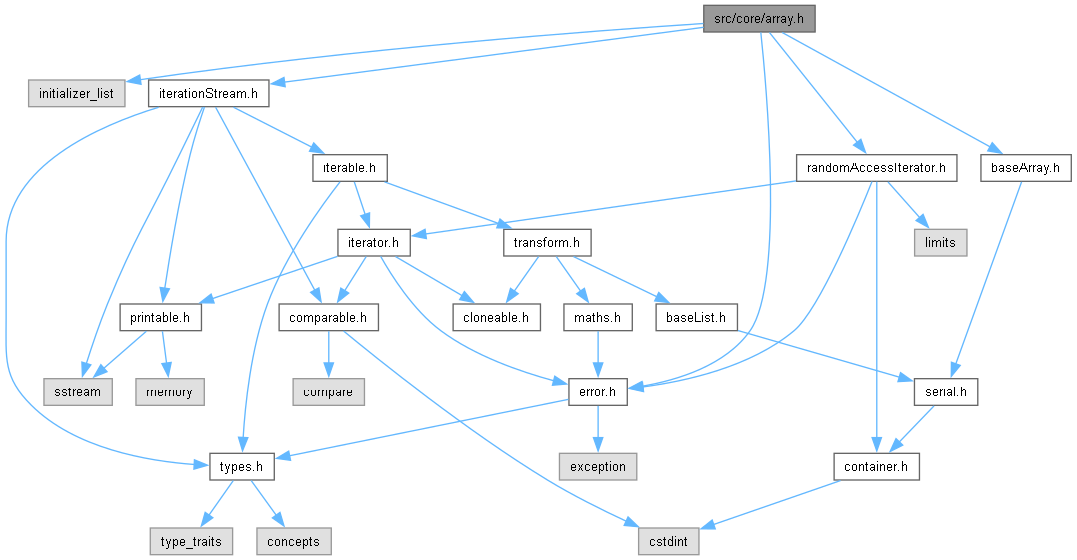 src/core/array.h
initializer_list
iterationStream.h
iterable.h
randomAccessIterator.h
baseArray.h
iterator.h
transform.h
limits
printable.h
comparable.h
cloneable.h
maths.h
baseList.h
sstream
memory
compare
error.h
serial.h
types.h
exception
container.h
type_traits
concepts
cstdint